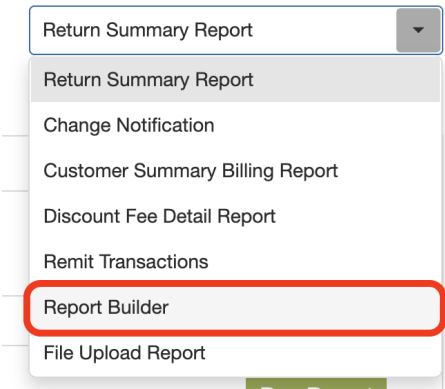 Return Summary Report
Return Summary Report
Change Notification
Customer Summary Billing Report
Discount Fee Detail Report
Remit Transactions
Report Builder
File Upload Report